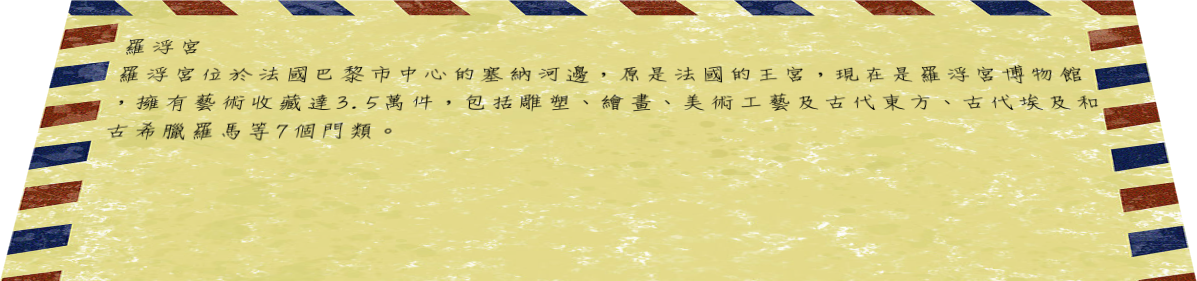 羅浮宮
羅浮宮位於法國巴黎市中心的塞納河邊，原是法國的王宮，現在是羅浮宮博物館
，擁有藝術收藏達3.5萬件，包括雕塑、繪畫、美術工藝及古代東方、古代埃及和
古希臘羅馬等7個門類。